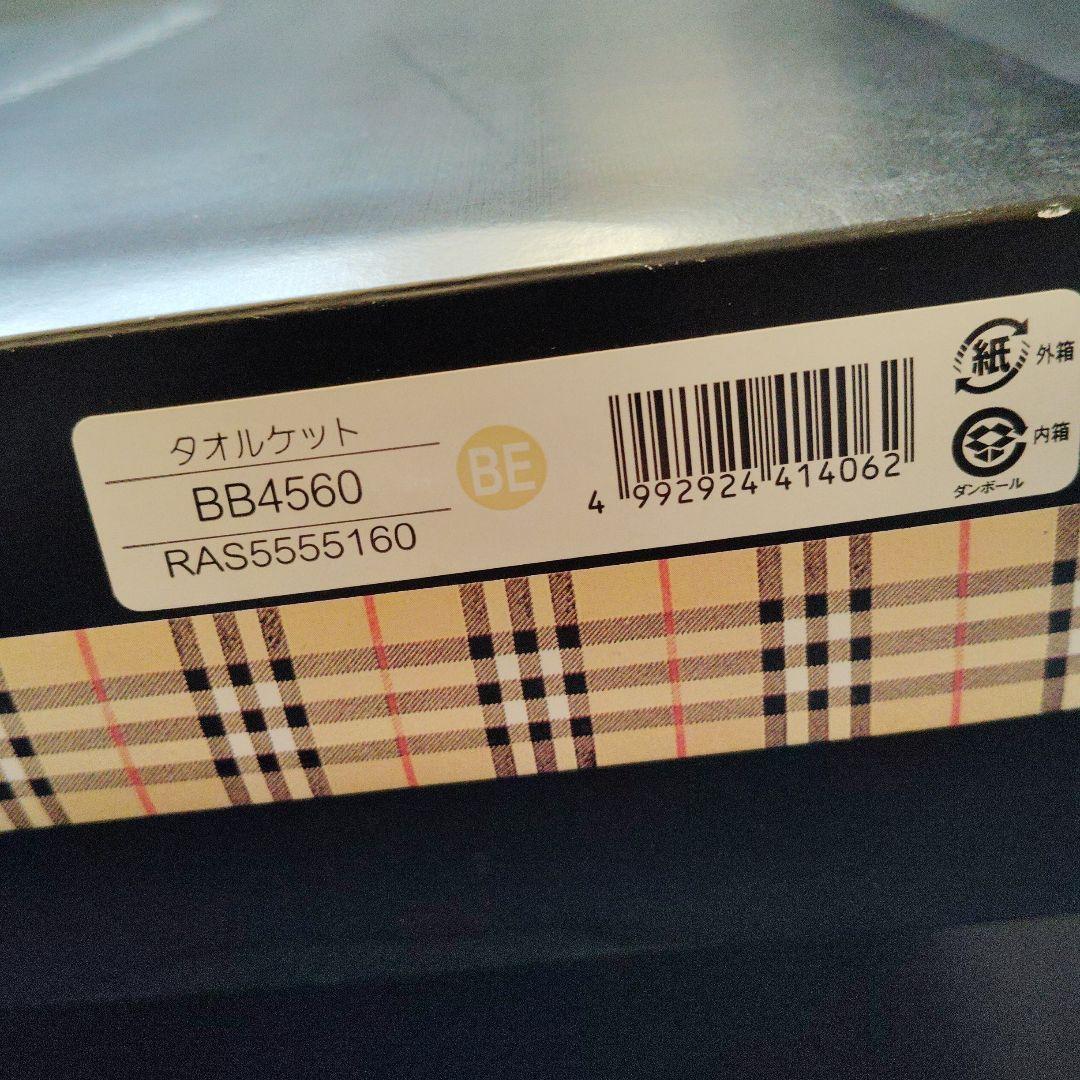 タオルケット
BB4560
RAS5555160
BE
4 992924 414062
紙 外箱
内箱
ダンボール